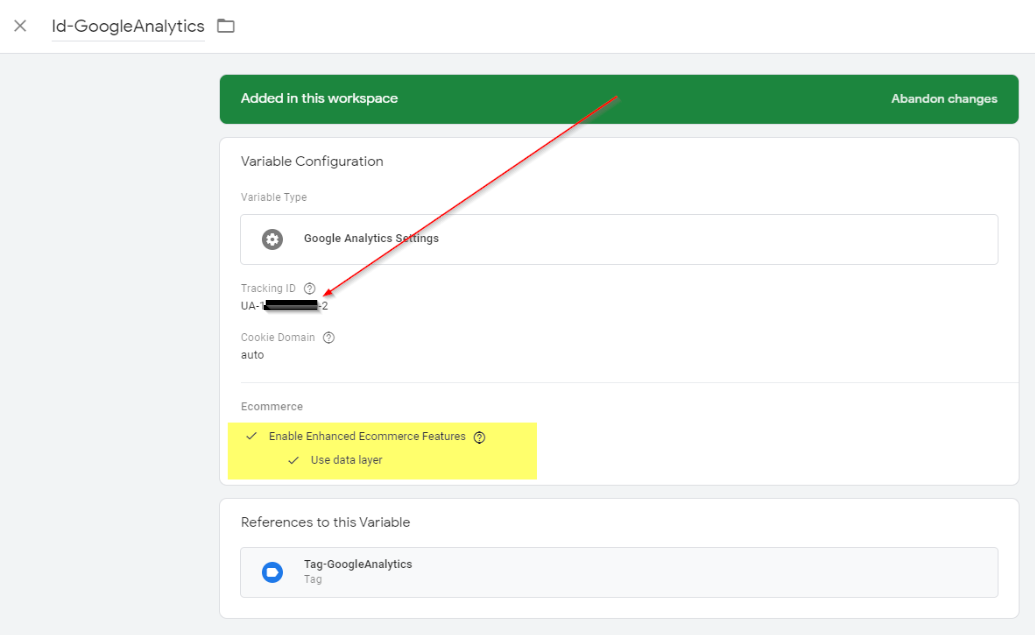 Id-GoogleAnalytics
Added in this workspace
Abandon changes
Variable Configuration
Variable Type
Google Analytics Settings
Tracking ID
UA-1 -2
Cookie Domain
auto
Ecommerce
Enable Enhanced Ecommerce Features
Use data layer
References to this Variable
Tag-GoogleAnalytics
Tag